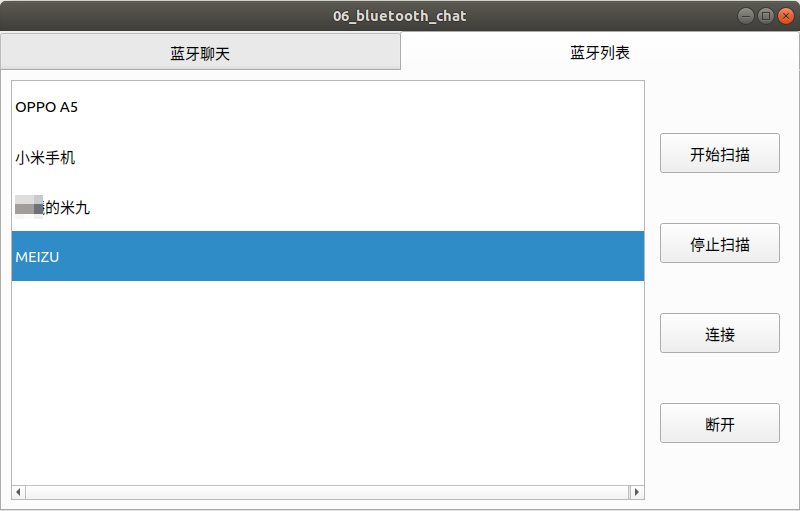 06_bluetooth_chat
蓝牙聊天
蓝牙列表
OPPO A5
小米手机
的米九
MEIZU
开始扫描
停止扫描
连接
断开